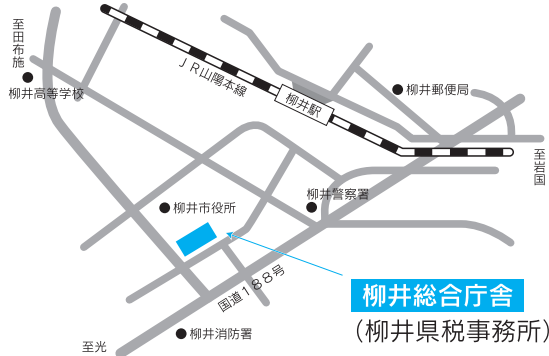 至田布施
柳井高等学校
JR山陽本線
柳井駅
柳井郵便局
至岩国
柳井警察署
柳井市役所
国道188号
柳井総合庁舎
(柳井県税事務所)
柳井消防署
至光